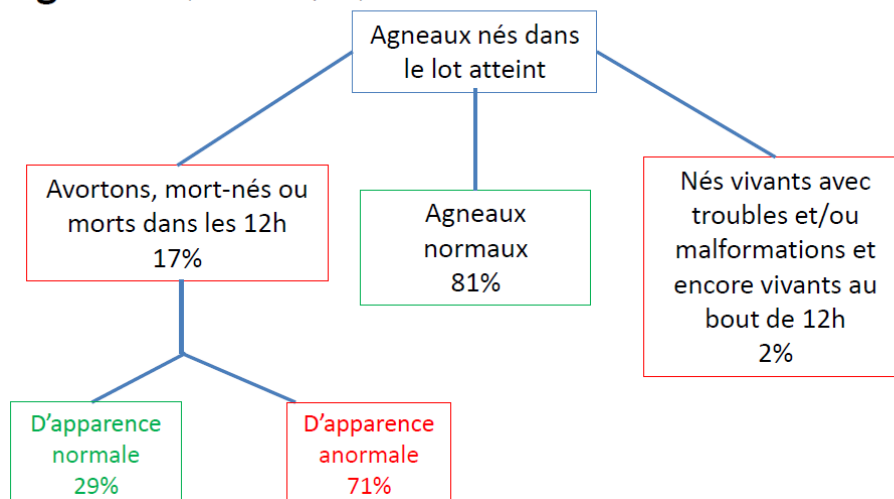 Agneaux nés dans
le lot atteint
Avortons, mort-nés ou
morts dans les 12h
17%
Agneaux
normaux
81%
Nés vivants avec
troubles et/ou
malformations et
encore vivants au
bout de 12h
2%
D'apparence
normale
29%
D'apparence
anormale
71%